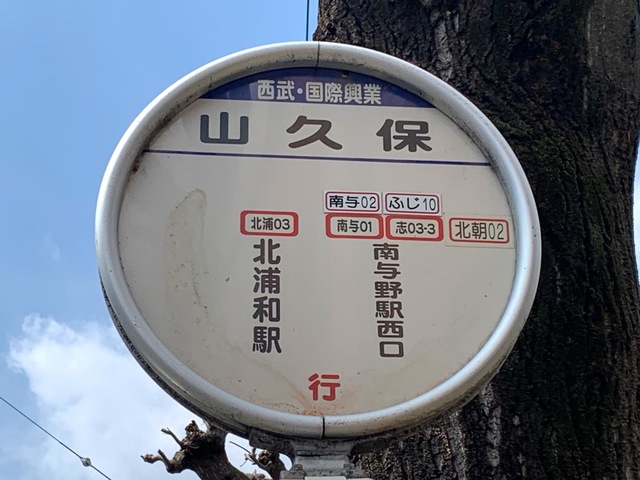 西武・国際興業
山久保
南与02 ふじ10
北浦03 南与01 志03-3 北朝02
北浦和駅
南与野駅西口
行